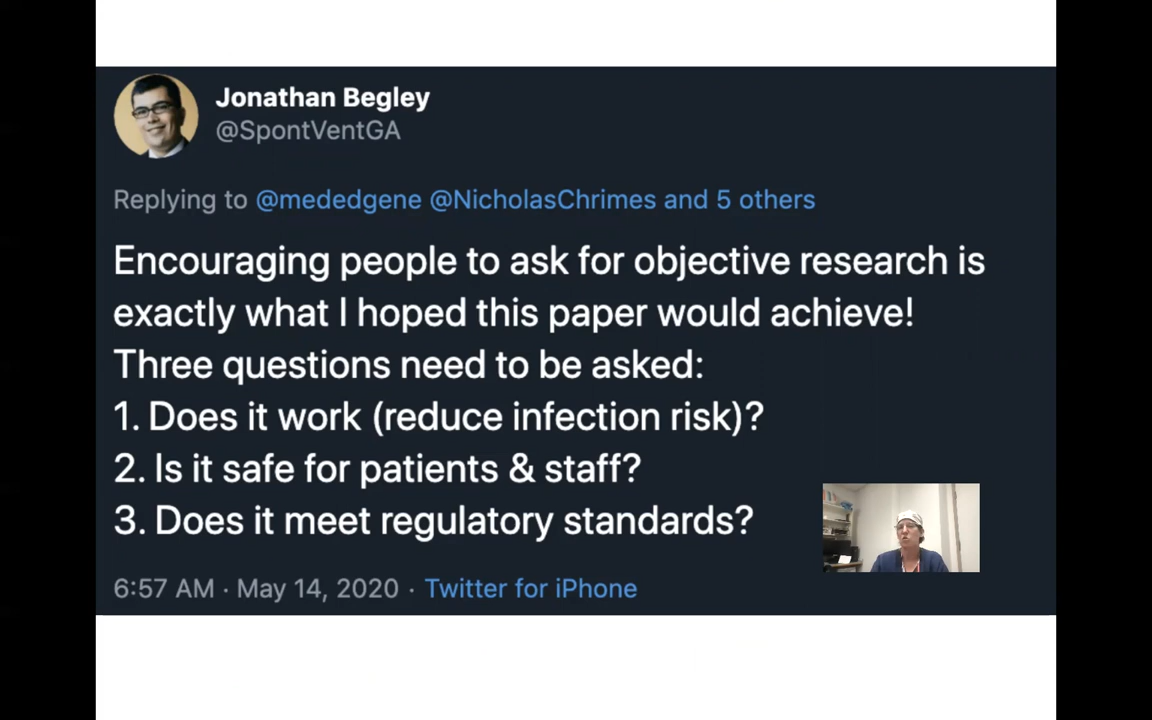 Jonathan Begley
@SpontVentGA
Replying to @mededgene @NicholasChrimes and 5 others
Encouraging people to ask for objective research is
exactly what I hoped this paper would achieve!
Three questions need to be asked:
1. Does it work (reduce infection risk)?
2. Is it safe for patients & staff?
3. Does it meet regulatory standards?
6:57 AM · May 14, 2020 · Twitter for iPhone